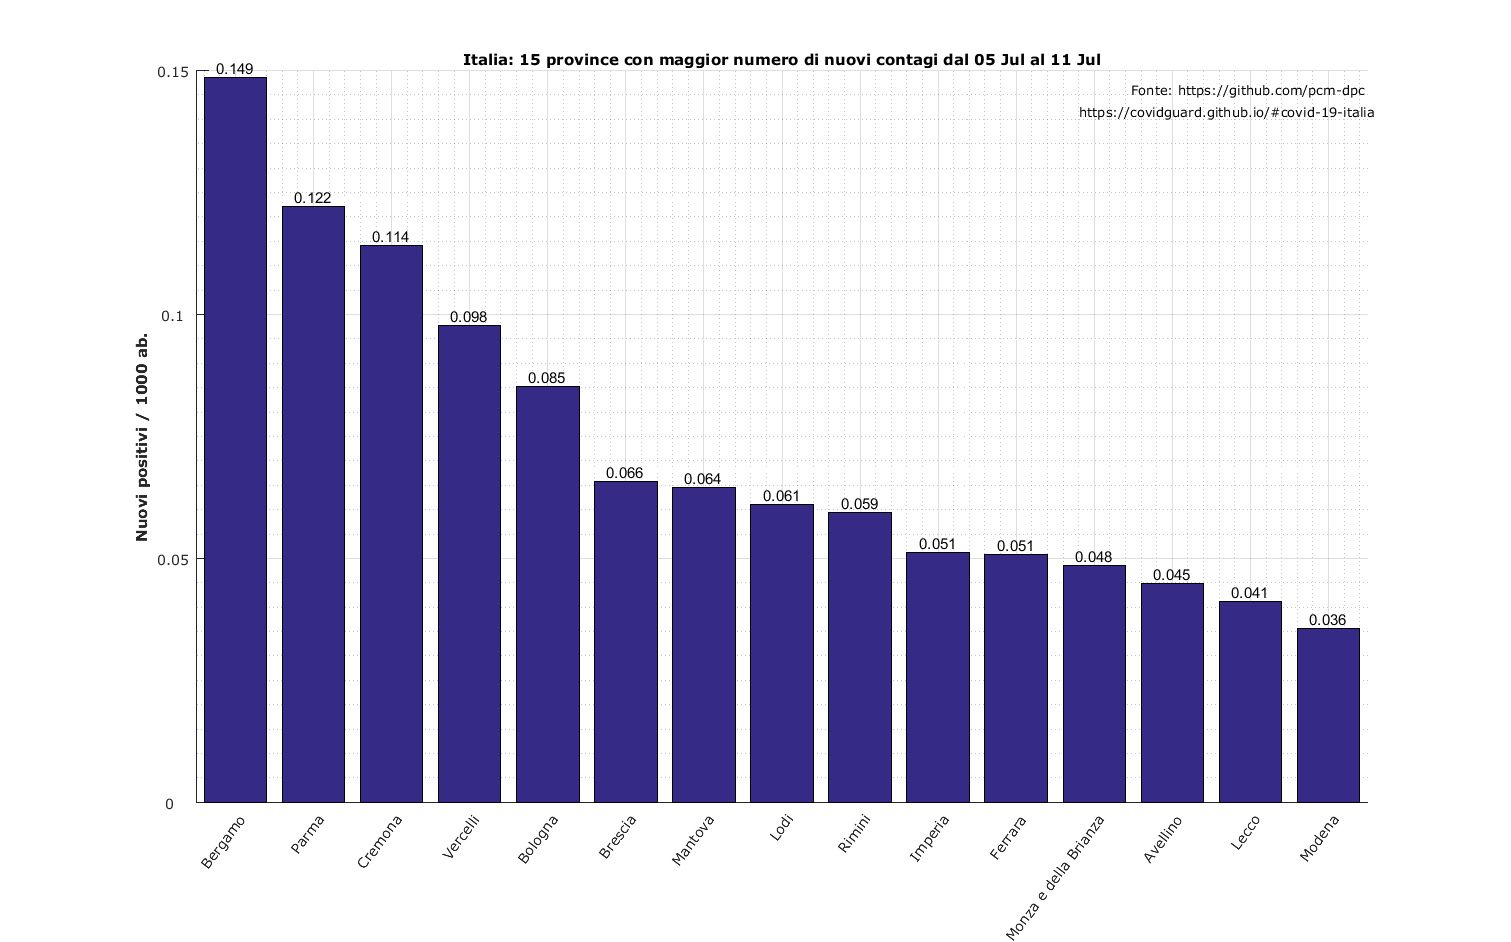 Italia: 15 province con maggior numero di nuovi contagi dal 05 Jul al 11 Jul
Fonte: https://github.com/pcm-dpc
https://covidguard.github.io/#covid-19-italia
Nuovi positivi / 1000 ab.
0.15
0.1
0.05
0
0.149
0.122
0.114
0.098
0.085
0.066
0.064
0.061
0.059
0.051
0.051
0.048
0.045
0.041
0.036
Bergamo
Parma
Cremona
Vercelli
Bologna
Brescia
Mantova
Lodi
Rimini
Imperia
Ferrara
Monza e della Brianza
Avellino
Lecco
Modena